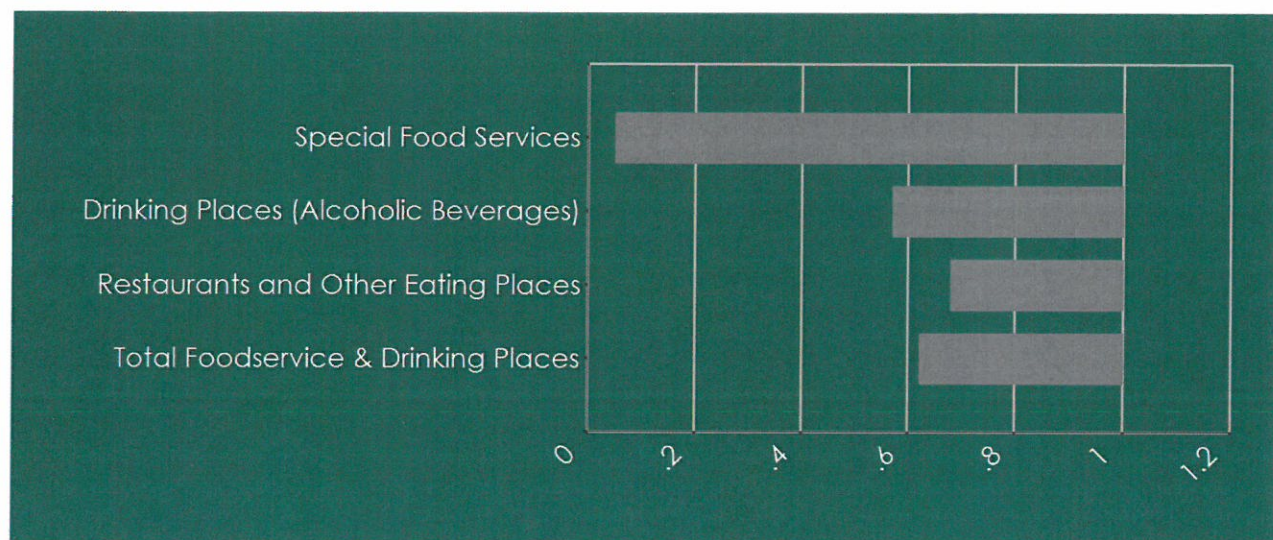 Special Food Services
Drinking Places (Alcoholic Beverages)
Restaurants and Other Eating Places
Total Foodservice & Drinking Places
0
.2
.4
.6
.8
1
1.2